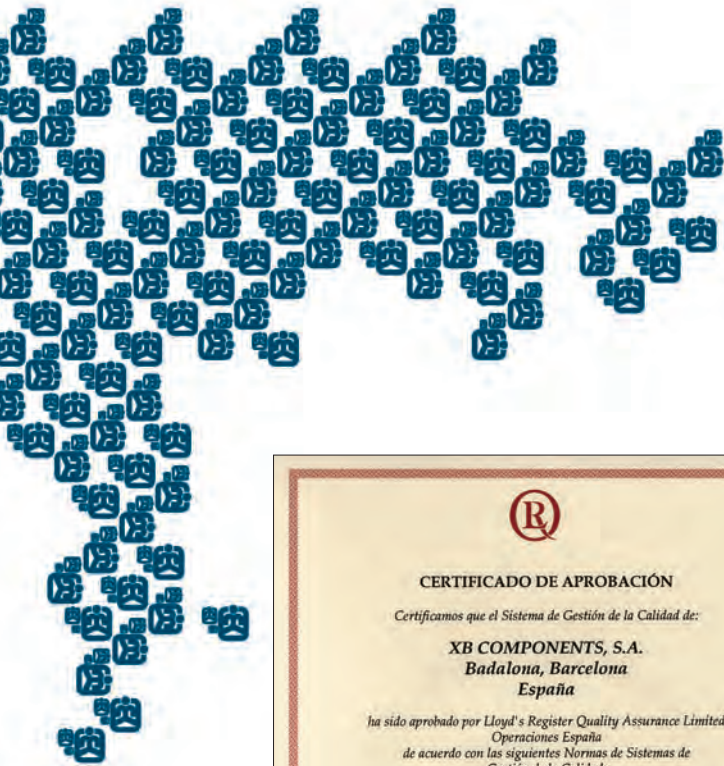 CERTIFICADO DE APROBACIÓN
Certificamos que el Sistema de Gestión de la Calidad de:
XB COMPONENTS, S.A.
Badalona, Barcelona
España
ha sido aprobado por Lloyd's Register Quality Assurance Limited
Operaciones España
de acuerdo con las siguientes Normas de Sistemas de